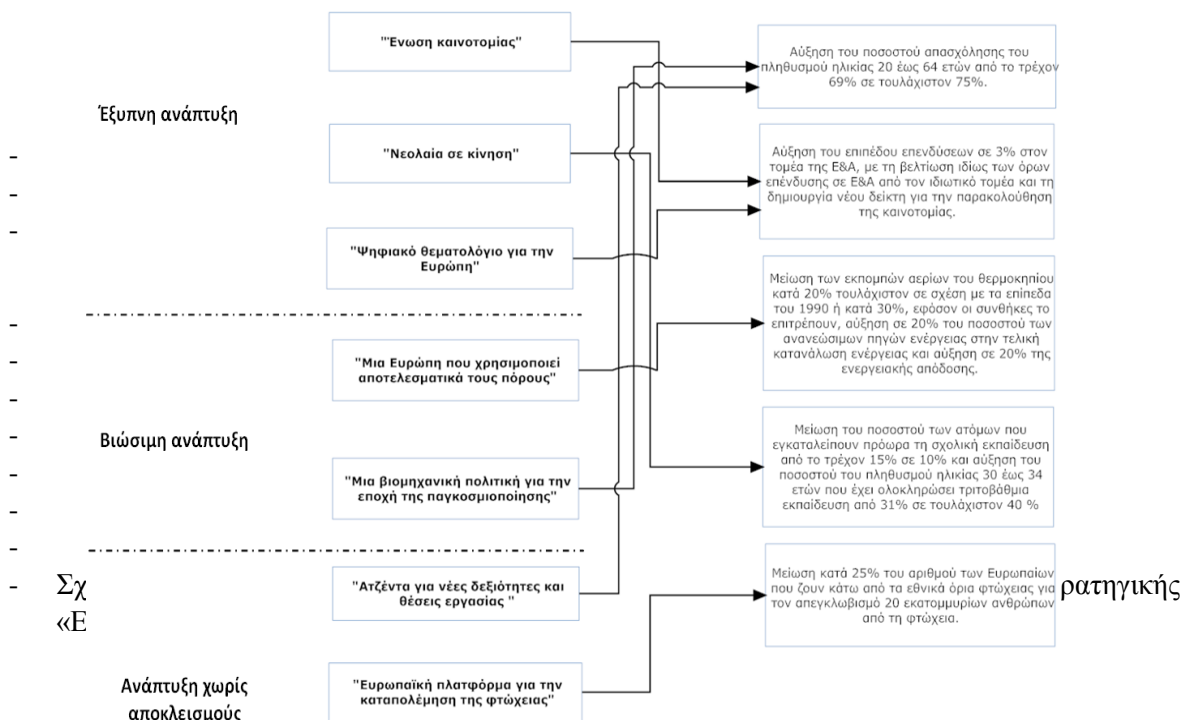 "Ένωση καινοτομίας"
Έξυπνη ανάπτυξη
"Νεολαία σε κίνηση"
"Ψηφιακό θεματολόγιο για την
Ευρώπη"
"Μια Ευρώπη που χρησιμοποιεί
αποτελεσματικά τους πόρους"
Βιώσιμη ανάπτυξη
"Μια βιομηχανική πολιτική για την
εποχή της παγκοσμιοποίησης"
"Ατζέντα για νέες δεξιότητες και
θέσεις εργασίας "
Ανάπτυξη χωρίς
αποκλεισμούς
"Ευρωπαϊκή πλατφόρμα για την
καταπολέμηση της φτώχειας"
Αύξηση του ποσοστού απασχόλησης του
πληθυσμού ηλικίας 20 έως 64 ετών από το τρέχον
69% σε τουλάχιστον 75%.
Αύξηση του επιπέδου επενδύσεων σε 3% στον
τομέα της Ε&Α, με τη βελτίωση ιδίως των όρων
επένδυσης σε Ε&Α από τον ιδιωτικό τομέα και τη
δημιουργία νέου δείκτη για την παρακολούθηση
της καινοτομίας.
Μείωση των εκπομπών αερίων του θερμοκηπίου
κατά 20% τουλάχιστον σε σχέση με τα επίπεδα
του 1990 ή κατά 30%, εφόσον οι συνθήκες το
επιτρέπουν, αύξηση σε 20% του ποσοστού των
ανανεώσιμων πηγών ενέργειας στην τελική
κατανάλωση ενέργειας και αύξηση σε 20% της
ενεργειακής απόδοσης.
Μείωση του ποσοστού των ατόμων που
εγκαταλείπουν πρόωρα τη σχολική εκπαίδευση
από το τρέχον 15% σε 10% και αύξηση του
ποσοστού του πληθυσμού ηλικίας 30 έως 34
ετών που έχει ολοκληρώσει τριτοβάθμια
εκπαίδευση από 31% σε τουλάχιστον 40 %
Μείωση κατά 25% του αριθμού των Ευρωπαίων
που ζουν κάτω από τα εθνικά όρια φτώχειας για
τον απεγκλωβισμό 20 εκατομμυρίων ανθρώπων
από τη φτώχεια.
Σχ
ρατηγικής
«Ε